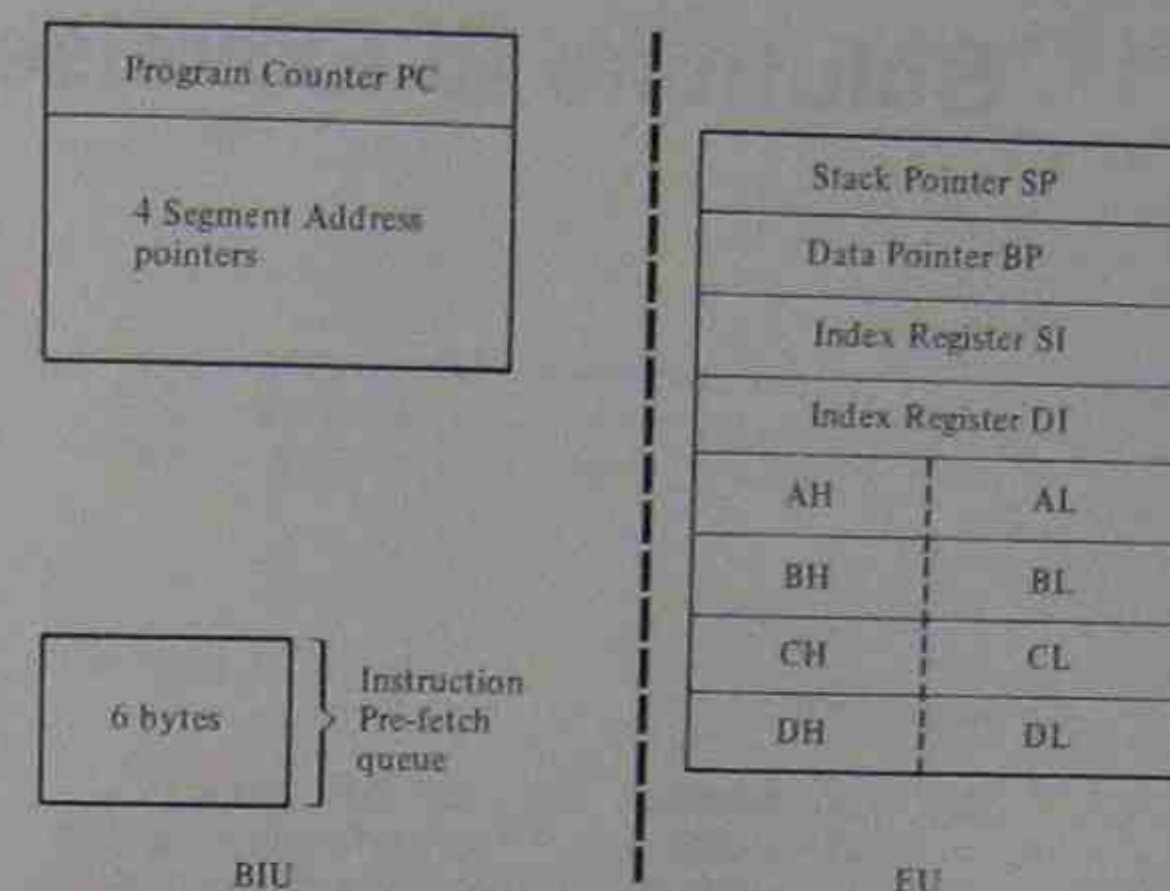 Program Counter PC
4 Segment Address
pointers
6 bytes
Instruction
Pre-fetch
queue
BIU
Stack Pointer SP
Data Pointer BP
Index Register SI
Index Register DI
AH AL
BH BL
CH CL
DH DL
EU